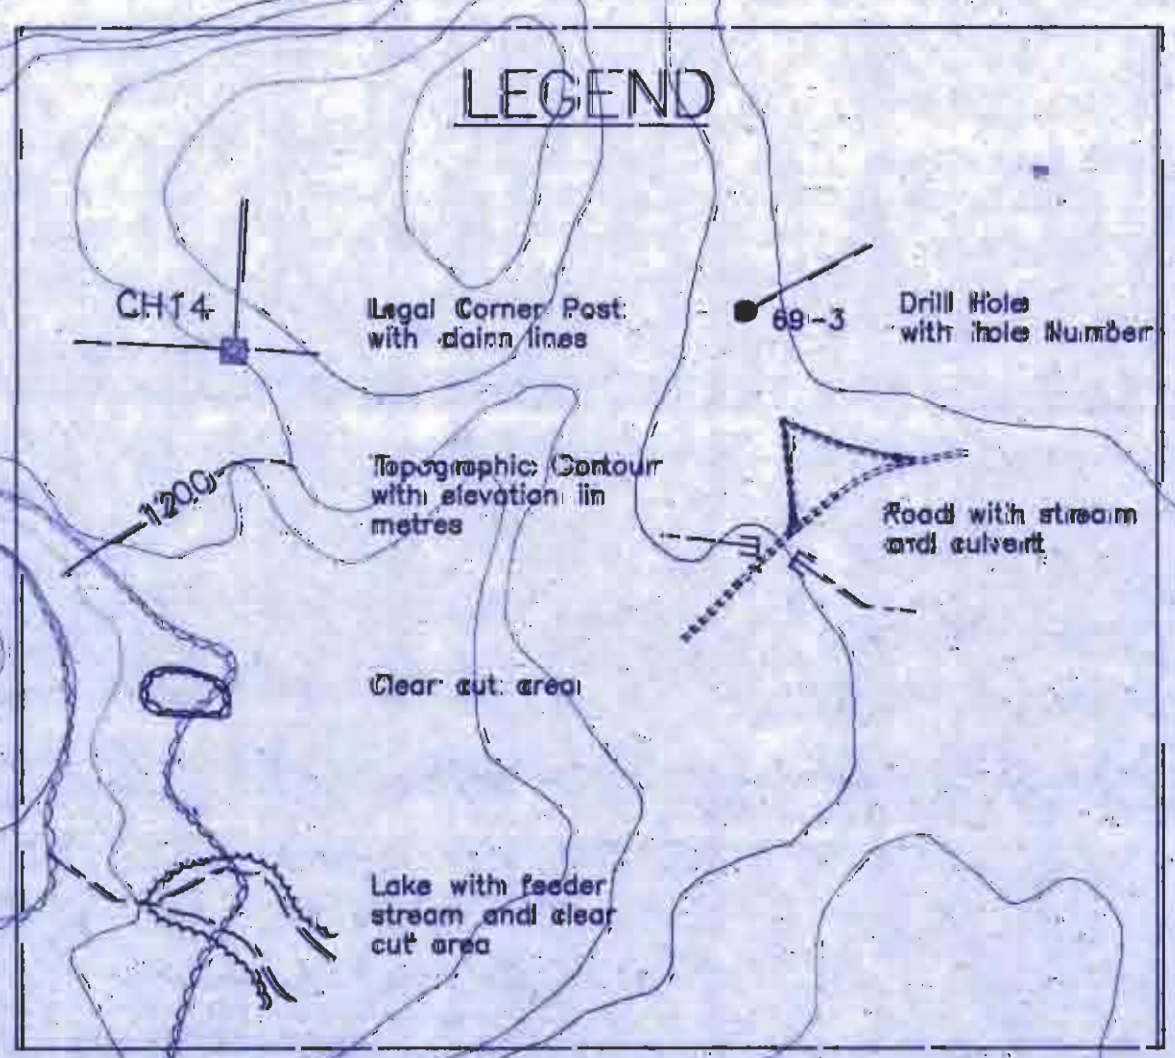 LEGEND
CH14
Legal Corner Post
with claim lines
69-3
Drill Hole
with hole Number
1200
Topographic Contour
with elevation in
metres
Road with stream
and culvert
Clear cut area
Lake with feeder
stream and clear
cut area